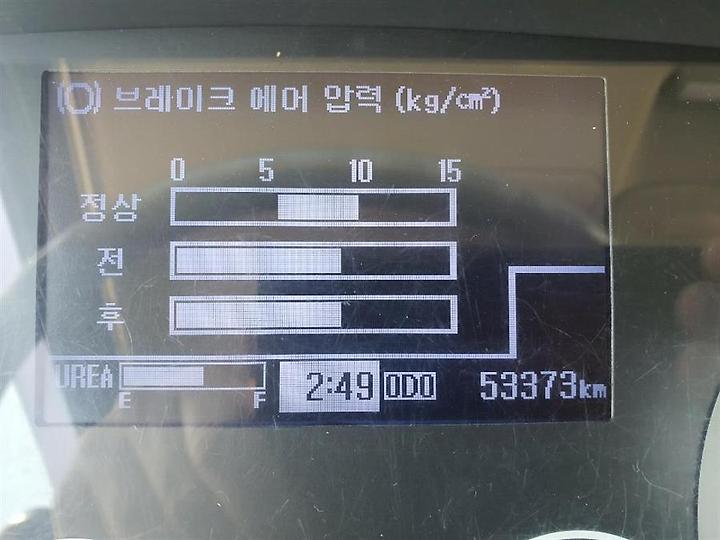 브레이크 에어 압력 (kg/cm²)
0 5 10 15
정상
전
후
UREA E F 2:49 ODO 53373km